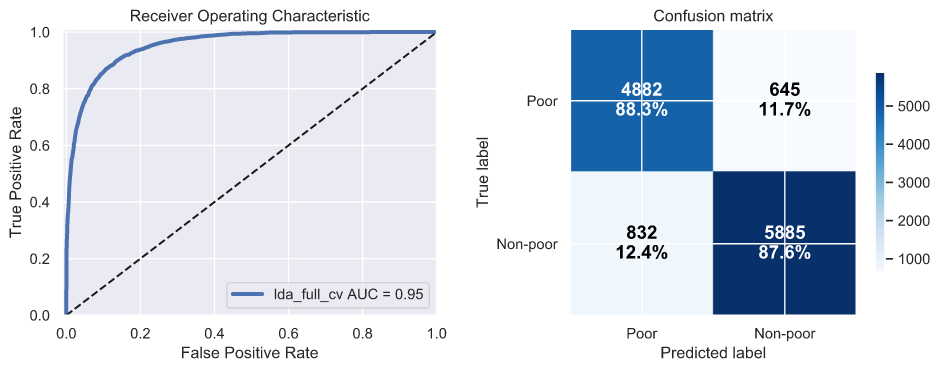 Receiver Operating Characteristic
1.0
0.8
0.6
0.4
0.2
0.0
True Positive Rate
0.0 0.2 0.4 0.6 0.8 1.0
False Positive Rate
lda_full_cv AUC = 0.95
Confusion matrix
True label
Poor
Non-poor
4882
88.3%
645
11.7%
832
12.4%
5885
87.6%
Poor Non-poor
Predicted label
5000
4000
3000
2000
1000